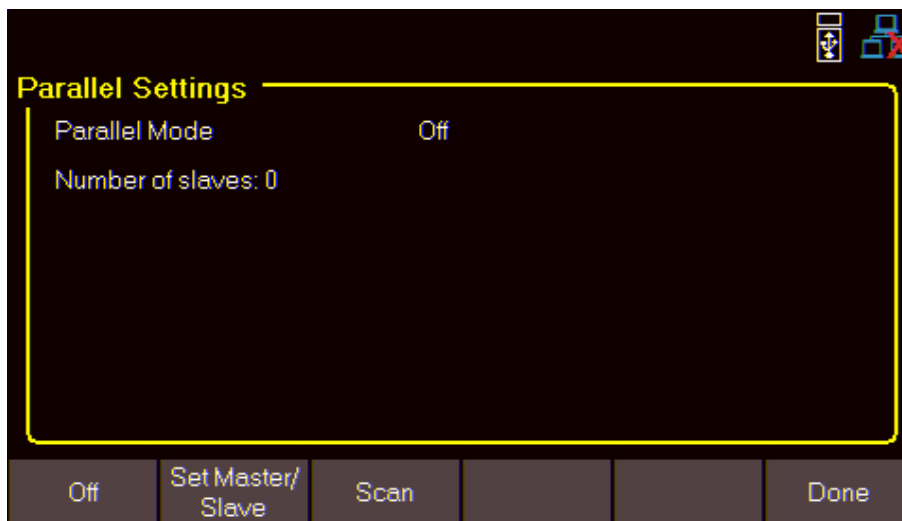 Parallel Settings
Parallel Mode Off
Number of slaves: 0
Off
Set Master/
Slave
Scan
Done